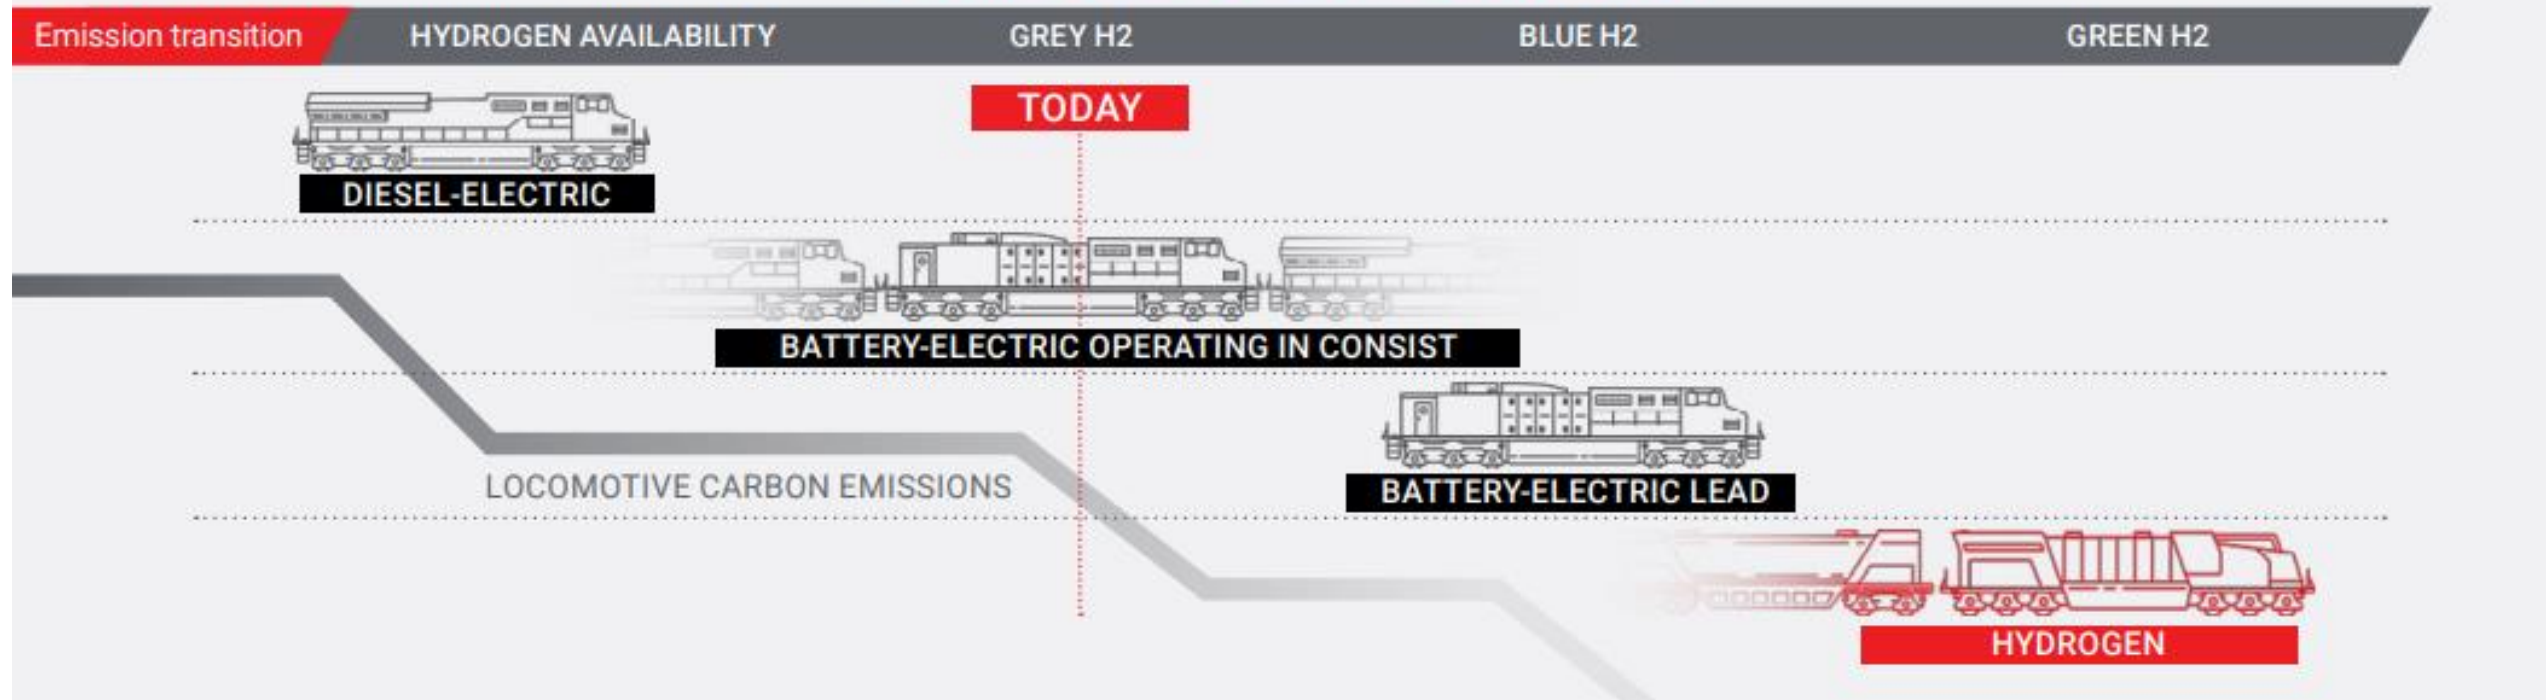 Emission transition
HYDROGEN AVAILABILITY
GREY H2
BLUE H2
GREEN H2
TODAY
DIESEL-ELECTRIC
BATTERY-ELECTRIC OPERATING IN CONSIST
LOCOMOTIVE CARBON EMISSIONS
BATTERY-ELECTRIC LEAD
HYDROGEN